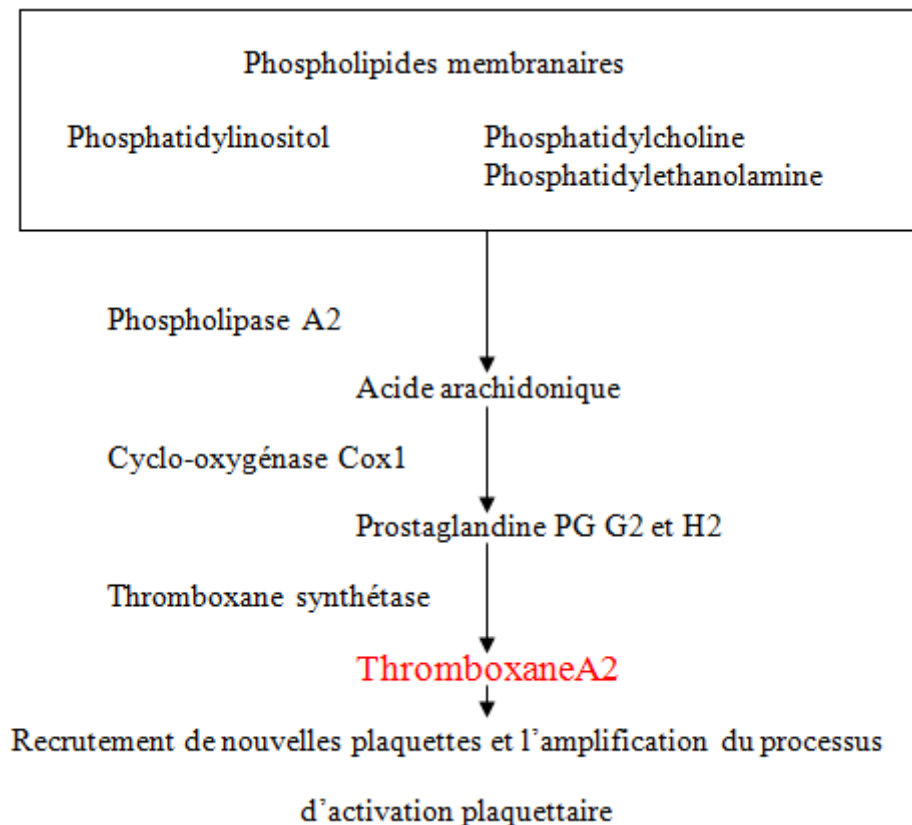 Phospholipides membranaires
Phosphatidylinositol
Phosphatidylcholine
Phosphatidylethanolamine
Phospholipase A2
Acide arachidonique
Cyclo-oxygénase Cox1
Prostaglandine PG G2 et H2
Thromboxane synthétase
ThromboxaneA2
Recrutement de nouvelles plaquettes et l'amplification du processus
d'activation plaquettaire